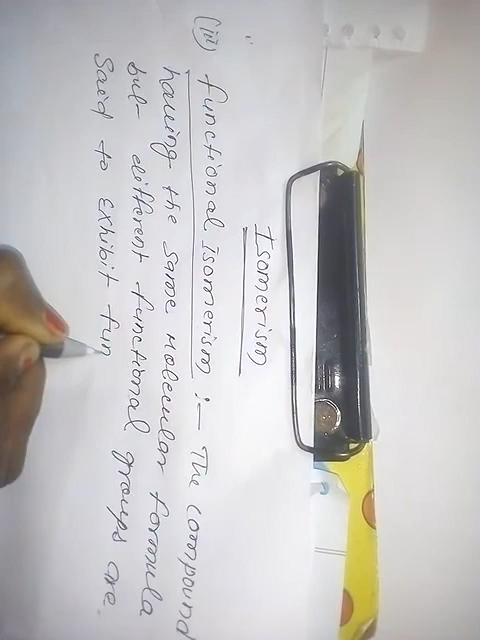 Isomerism
(iii) functional Isomerism :- The compound
having the same molecular formula
but different functional groups are
Said to exhibit fun